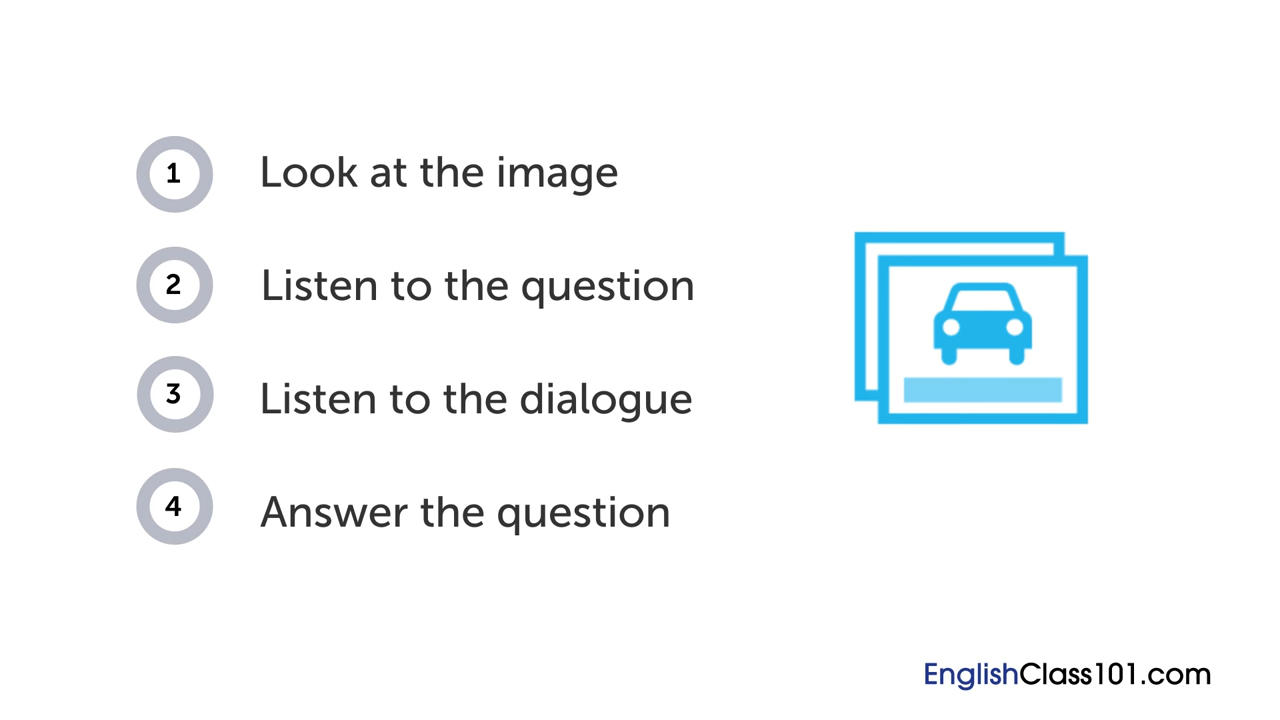 1 Look at the image
2 Listen to the question
3 Listen to the dialogue
4 Answer the question
EnglishClass101.com